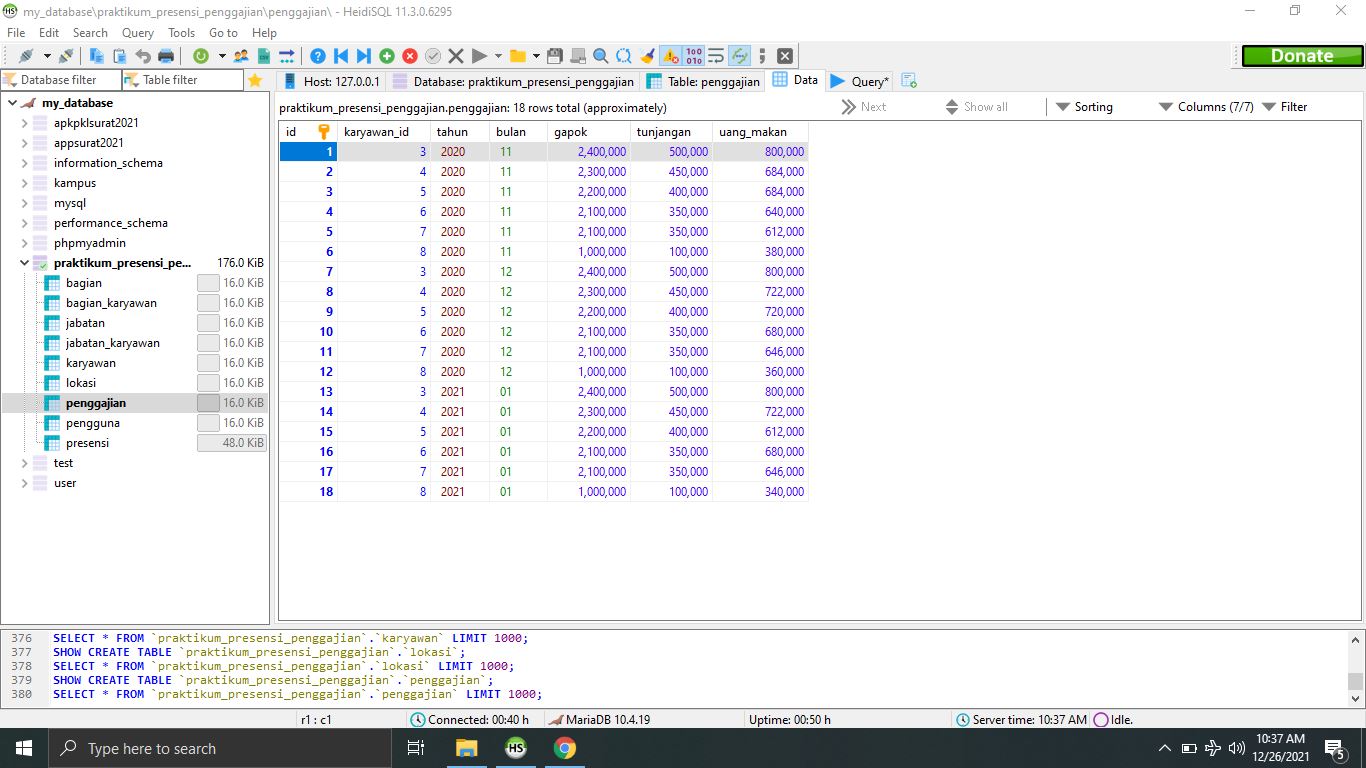 my_database\praktikum_presensi_penggajian\penggajian\ - HeidiSQL 11.3.0.6295
File Edit Search Query Tools Go to Help
Donate
Database filter Table filter
Host: 127.0.0.1 Database: praktikum_presensi_penggajian Table: penggajian Data Query*
praktikum_presensi_penggajian.penggajian: 18 rows total (approximately) Next Show all Sorting Columns (7/7) Filter
my_database
apkpklsurat2021
appsurat2021
information_schema
kampus
mysql
performance_schema
phpmyadmin
praktikum_presensi_pe... 176.0 KiB
bagian 16.0 KiB
bagian_karyawan 16.0 KiB
jabatan 16.0 KiB
jabatan_karyawan 16.0 KiB
karyawan 16.0 KiB
lokasi 16.0 KiB
penggajian 16.0 KiB
pengguna 16.0 KiB
presensi 48.0 KiB
test
user
id karyawan_id tahun bulan gapok tunjangan uang_makan
1 3 2020 11 2,400,000 500,000 800,000
2 4 2020 11 2,300,000 450,000 684,000
3 5 2020 11 2,200,000 400,000 684,000
4 6 2020 11 2,100,000 350,000 640,000
5 7 2020 11 2,100,000 350,000 612,000
6 8 2020 11 1,000,000 100,000 380,000
7 3 2020 12 2,400,000 500,000 800,000
8 4 2020 12 2,300,000 450,000 722,000
9 5 2020 12 2,200,000 400,000 720,000
10 6 2020 12 2,100,000 350,000 680,000
11 7 2020 12 2,100,000 350,000 646,000
12 8 2020 12 1,000,000 100,000 360,000
13 3 2021 01 2,400,000 500,000 800,000
14 4 2021 01 2,300,000 450,000 722,000
15 5 2021 01 2,200,000 400,000 612,000
16 6 2021 01 2,100,000 350,000 680,000
17 7 2021 01 2,100,000 350,000 646,000
18 8 2021 01 1,000,000 100,000 340,000
376 SELECT * FROM `praktikum_presensi_penggajian`.`karyawan` LIMIT 1000;
377 SHOW CREATE TABLE `praktikum_presensi_penggajian`.`lokasi`;
378 SELECT * FROM `praktikum_presensi_penggajian`.`lokasi` LIMIT 1000;
379 SHOW CREATE TABLE `praktikum_presensi_penggajian`.`penggajian`;
380 SELECT * FROM `praktikum_presensi_penggajian`.`penggajian` LIMIT 1000;
r1 : c1 Connected: 00:40 h MariaDB 10.4.19 Uptime: 00:50 h Server time: 10:37 AM Idle.
Type here to search
HS
10:37 AM
12/26/2021
5